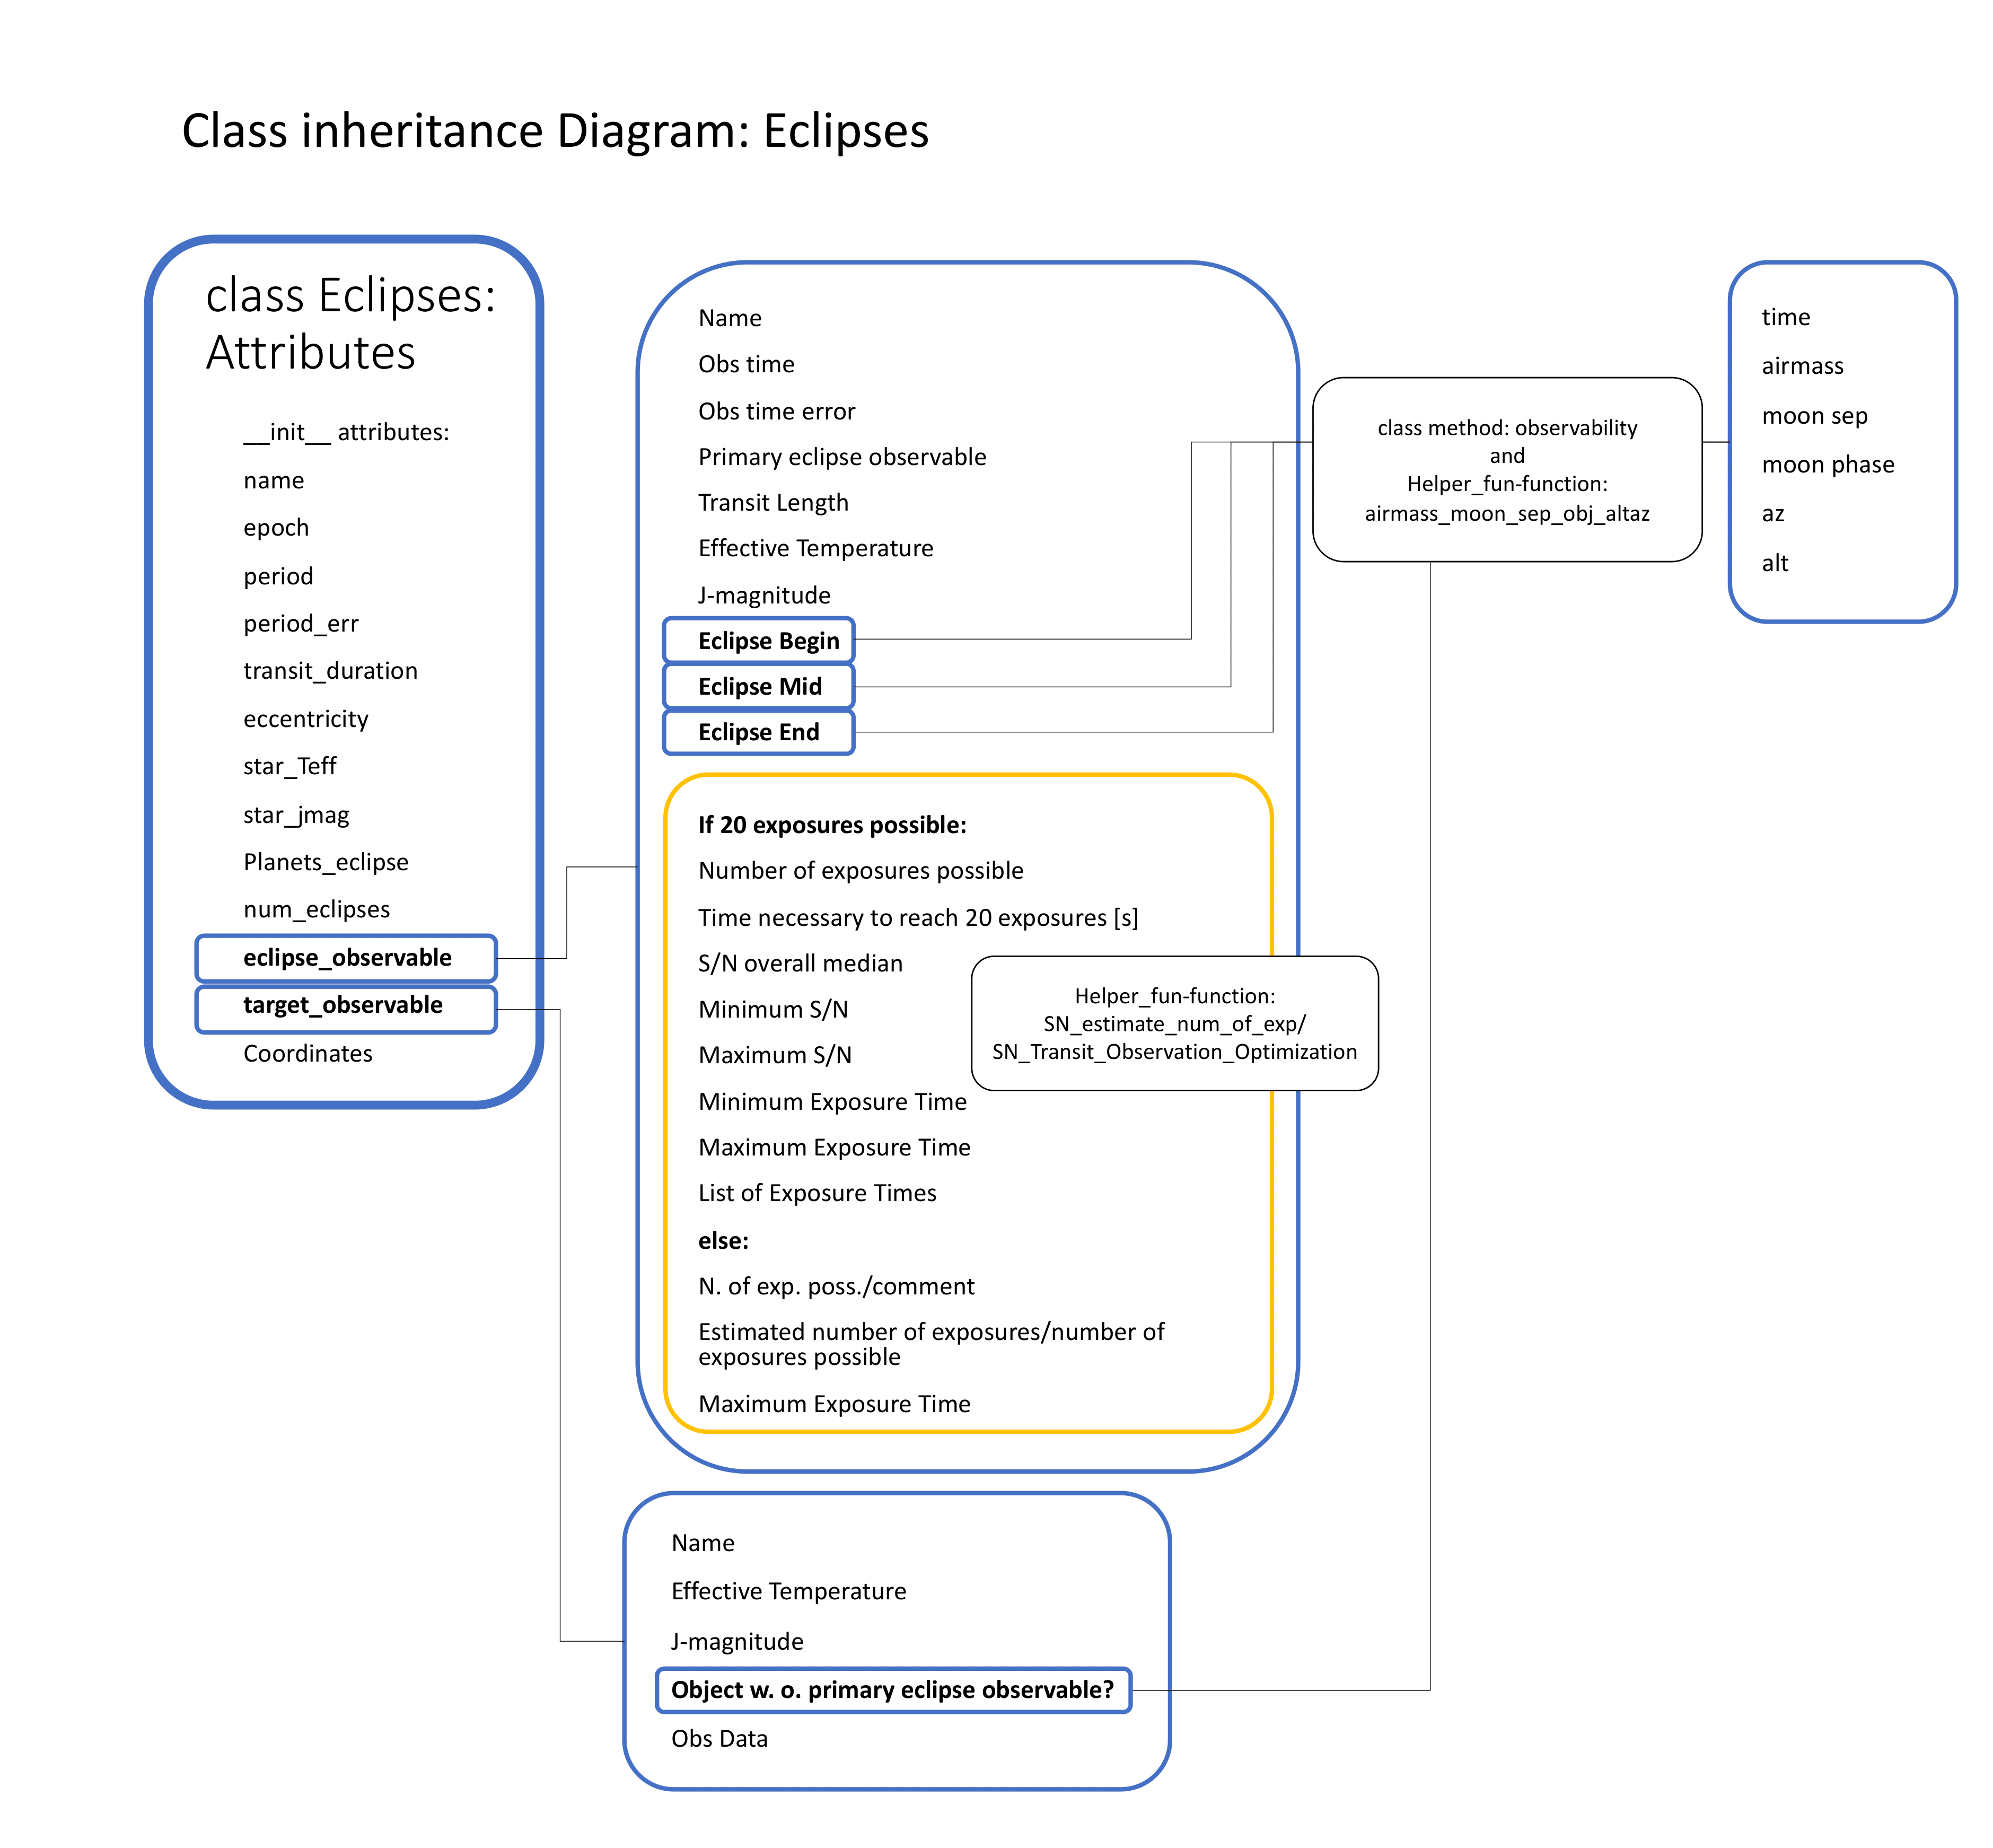 Class inheritance Diagram: Eclipses
class Eclipses:
Attributes
__init__ attributes:
name
epoch
period
period_err
transit_duration
eccentricity
star_Teff
star_jmag
Planets_eclipse
num_eclipses
eclipse_observable
target_observable
Coordinates
Name
Obs time
Obs time error
Primary eclipse observable
Transit Length
Effective Temperature
J-magnitude
Eclipse Begin
Eclipse Mid
Eclipse End
If 20 exposures possible:
Number of exposures possible
Time necessary to reach 20 exposures [s]
S/N overall median
Minimum S/N
Maximum S/N
Minimum Exposure Time
Maximum Exposure Time
List of Exposure Times
else:
N. of exp. poss./comment
Estimated number of exposures/number of
exposures possible
Maximum Exposure Time
Helper_fun-function:
SN_estimate_num_of_exp/
SN_Transit_Observation_Optimization
class method: observability
and
Helper_fun-function:
airmass_moon_sep_obj_altaz
time
airmass
moon sep
moon phase
az
alt
Name
Effective Temperature
J-magnitude
Object w. o. primary eclipse observable?
Obs Data